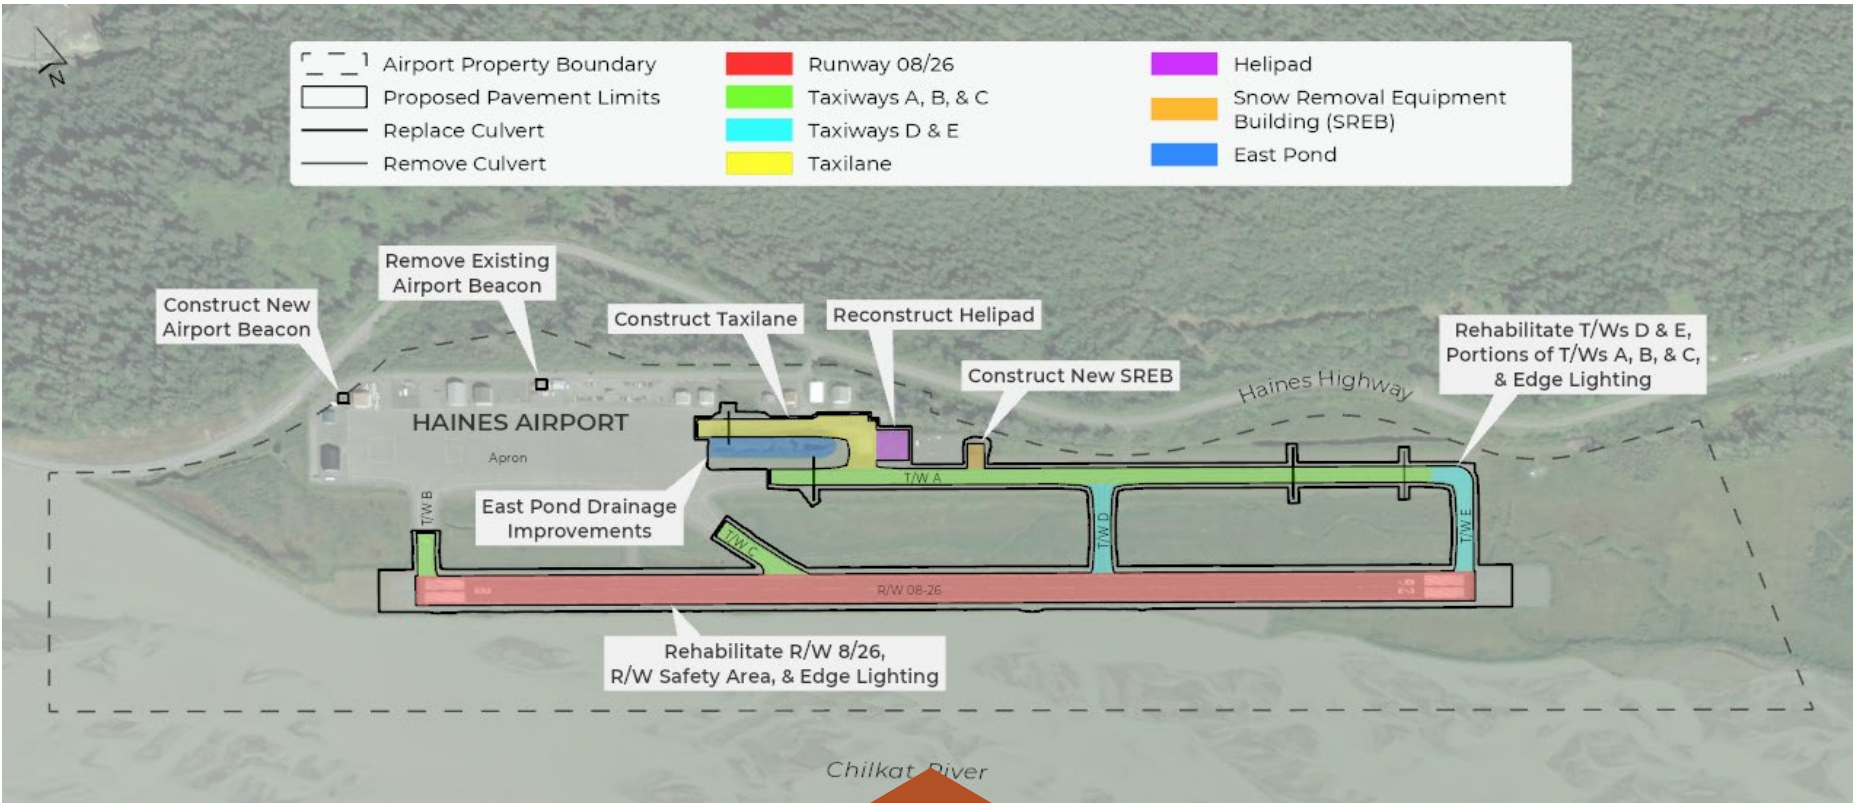 N
Airport Property Boundary
Proposed Pavement Limits
Replace Culvert
Remove Culvert
Runway 08/26
Taxiways A, B, & C
Taxiways D & E
Taxilane
Helipad
Snow Removal Equipment
Building (SREB)
East Pond
Remove Existing
Airport Beacon
Construct New
Airport Beacon
Construct Taxilane
Reconstruct Helipad
Construct New SREB
Rehabilitate T/Ws D & E,
Portions of T/Ws A, B, & C,
& Edge Lighting
Haines Highway
HAINES AIRPORT
Apron
T/W A
T/W B
East Pond Drainage
Improvements
T/W C
T/W D
T/W E
R/W 08-26
Rehabilitate R/W 8/26,
R/W Safety Area, & Edge Lighting
Chilkat River